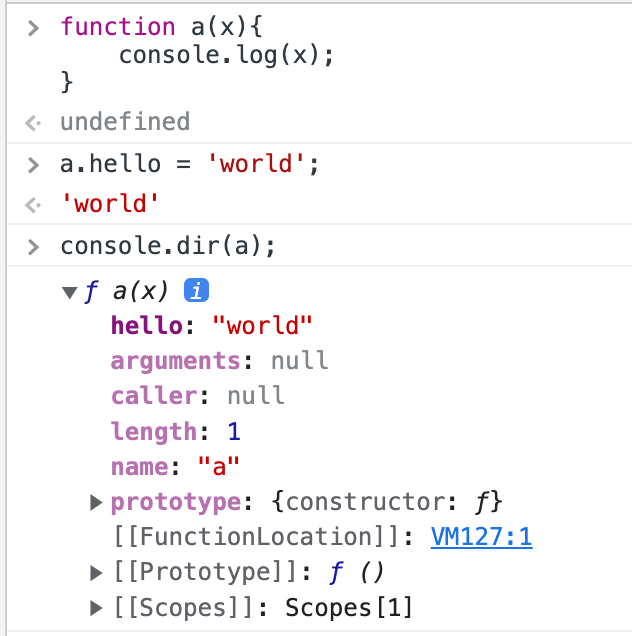 > function a(x){
console.log(x);
}
undefined
> a.hello = 'world';
'world'
> console.dir(a);
▼ƒ a(x) i
hello: "world"
arguments: null
caller: null
length: 1
name: "a"
▶ prototype: {constructor: ƒ}
[[FunctionLocation]]: VM127:1
▶ [[Prototype]]: ƒ ()
▶ [[Scopes]]: Scopes[1]